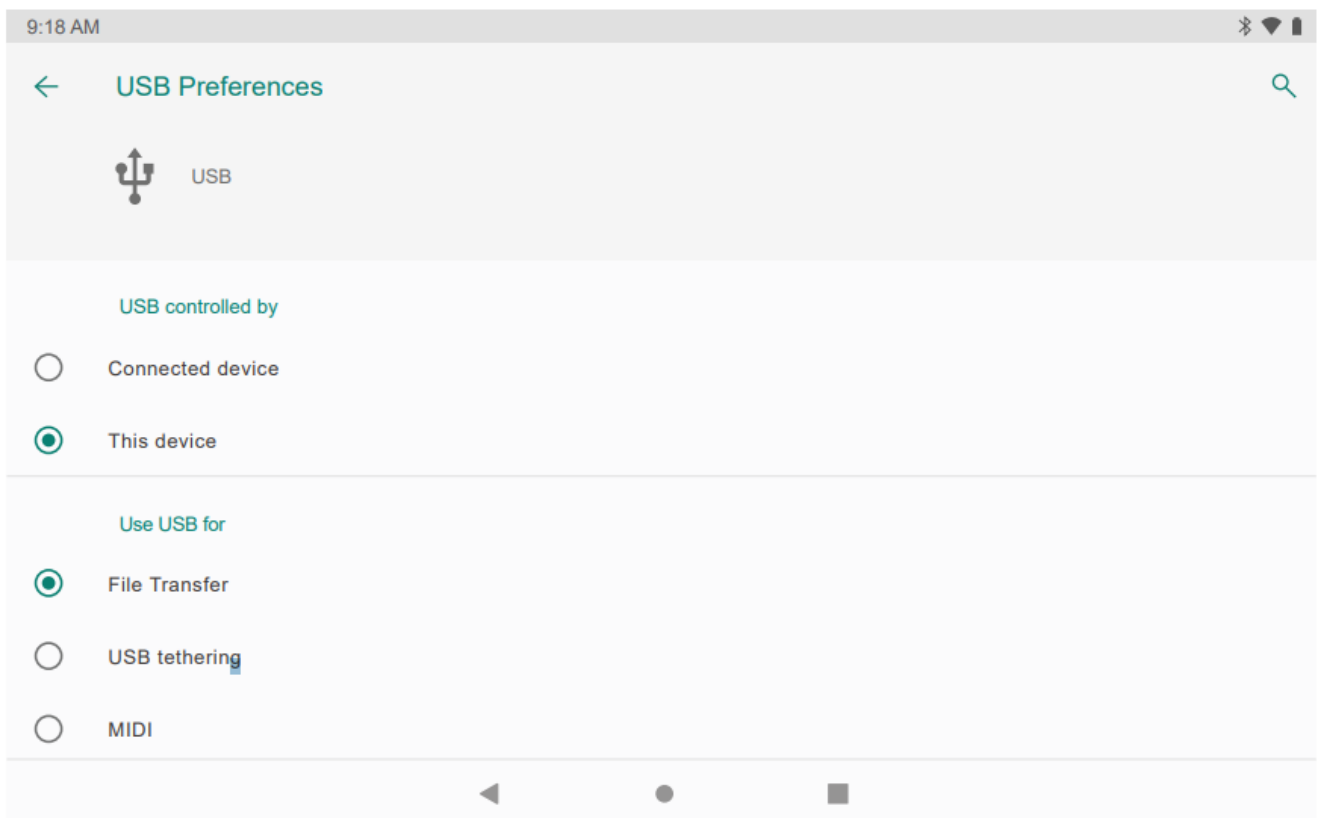 9:18 AM
USB Preferences
USB
USB controlled by
Connected device
This device
Use USB for
File Transfer
USB tethering
MIDI